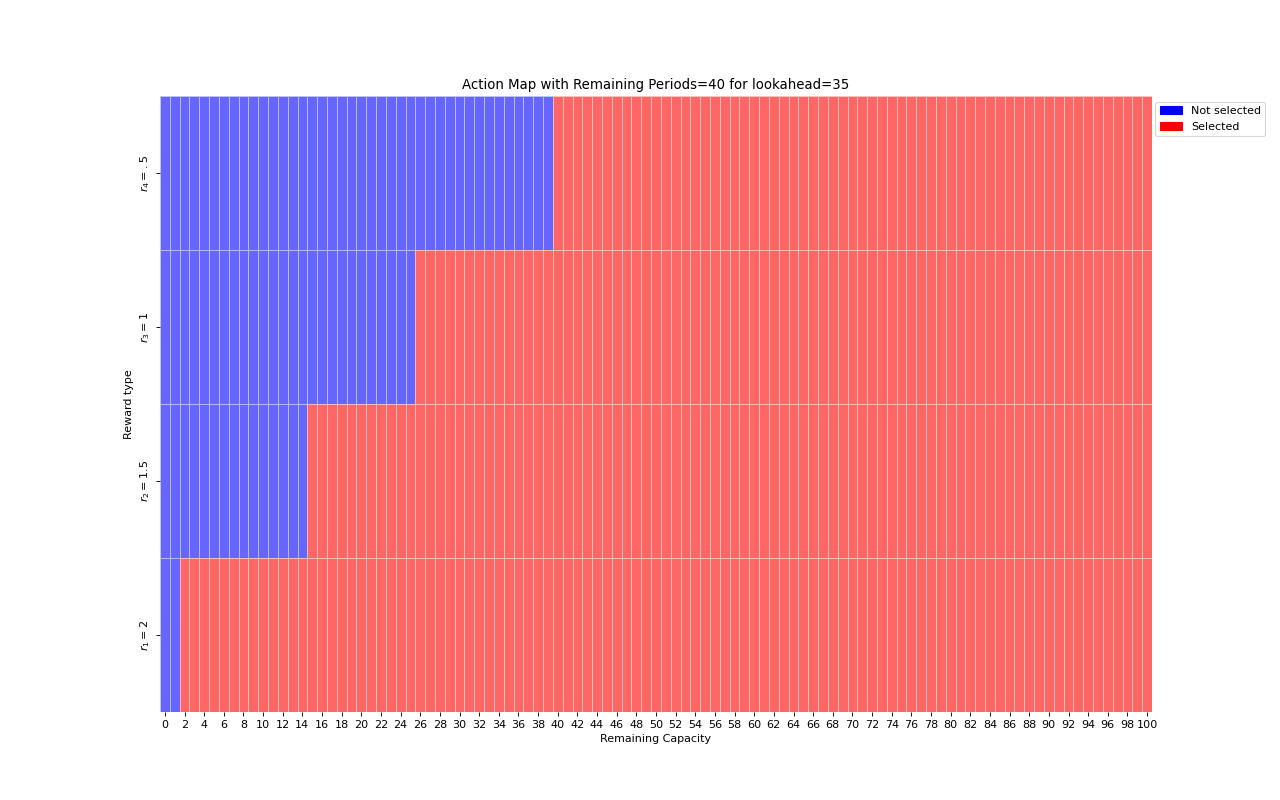 Action Map with Remaining Periods=40 for lookahead=35
Not selected
Selected
r₄ = .5
r₃ = 1
r₂ = 1.5
r₁ = 2
Reward type
0 2 4 6 8 10 12 14 16 18 20 22 24 26 28 30 32 34 36 38 40 42 44 46 48 50 52 54 56 58 60 62 64 66 68 70 72 74 76 78 80 82 84 86 88 90 92 94 96 98 100
Remaining Capacity